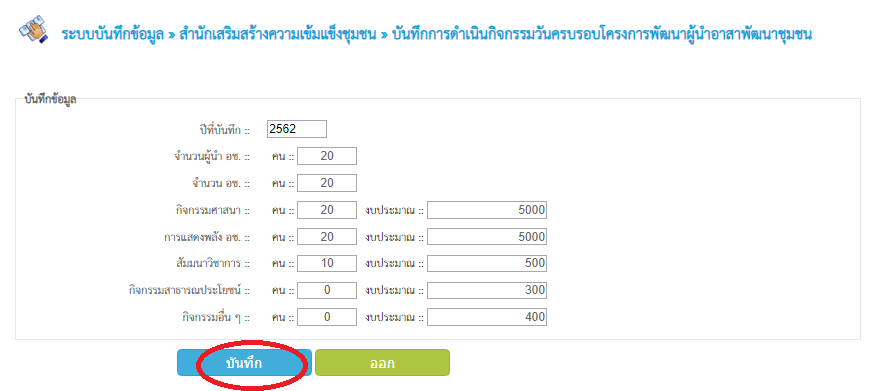 ระบบบันทึกข้อมูล » สำนักเสริมสร้างความเข้มแข็งชุมชน » บันทึกการดำเนินกิจกรรมวันครบรอบโครงการพัฒนาผู้นำอาสาพัฒนาชุมชน
บันทึกข้อมูล
ปีที่บันทึก :: 2562
จำนวนผู้นำ อช. :: คน :: 20
จำนวน อช. :: คน :: 20
กิจกรรมศาสนา :: คน :: 20 งบประมาณ :: 5000
การแสดงพลัง อช. :: คน :: 20 งบประมาณ :: 5000
สัมมนาวิชาการ :: คน :: 10 งบประมาณ :: 500
กิจกรรมสาธารณประโยชน์ :: คน :: 0 งบประมาณ :: 300
กิจกรรมอื่น ๆ :: คน :: 0 งบประมาณ :: 400
บันทึก ออก